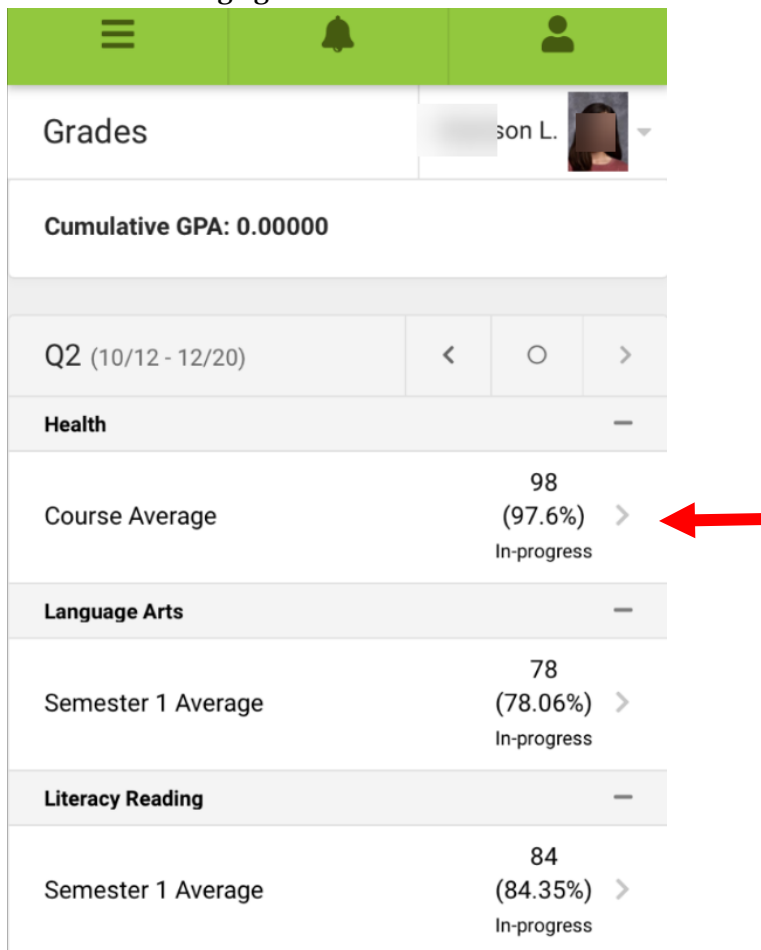 Grades
son L.
Cumulative GPA: 0.00000
Q2 (10/12 - 12/20)
Health
Course Average
98
(97.6%)
In-progress
Language Arts
Semester 1 Average
78
(78.06%)
In-progress
Literacy Reading
Semester 1 Average
84
(84.35%)
In-progress